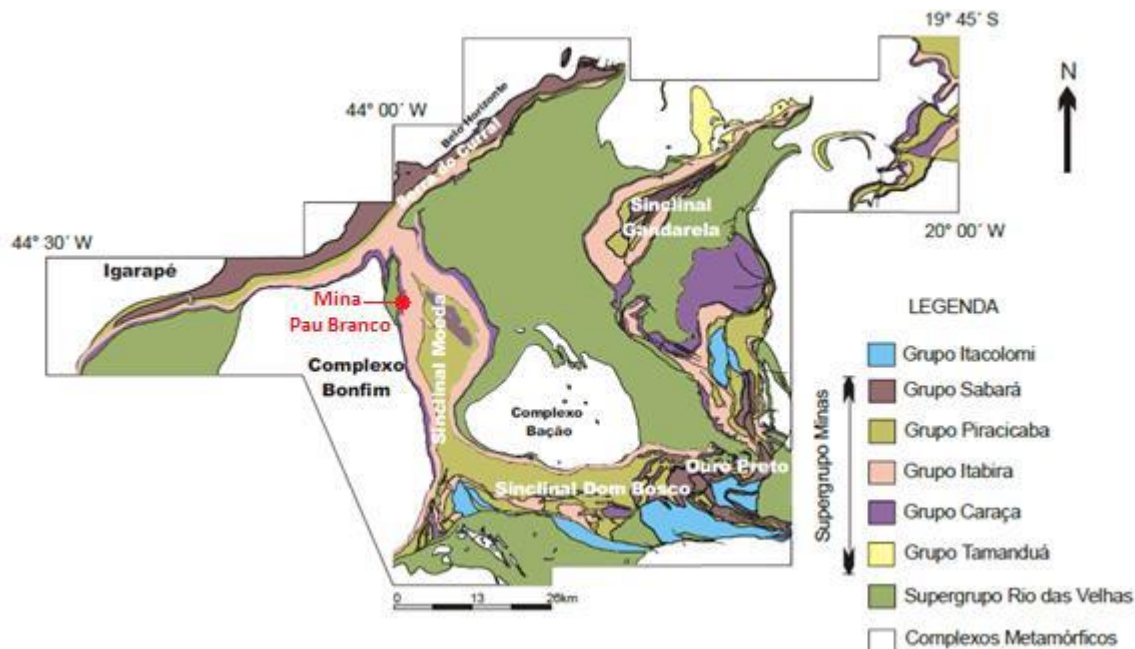 19° 45´ S
N
44° 00´ W
Belo Horizonte
Serra do Curral
44° 30´ W
Igarapé
Sinclinal
Gandarela
20° 00´ W
Mina
Pau Branco
Sinclinal Moeda
Complexo
Bonfim
Complexo
Bação
Ouro Preto
Sinclinal Dom Bosco
0 13 26km
LEGENDA
Grupo Itacolomi
Grupo Sabará
Grupo Piracicaba
Grupo Itabira
Grupo Caraça
Grupo Tamanduá
Supergrupo Minas
Supergrupo Rio das Velhas
Complexos Metamórficos